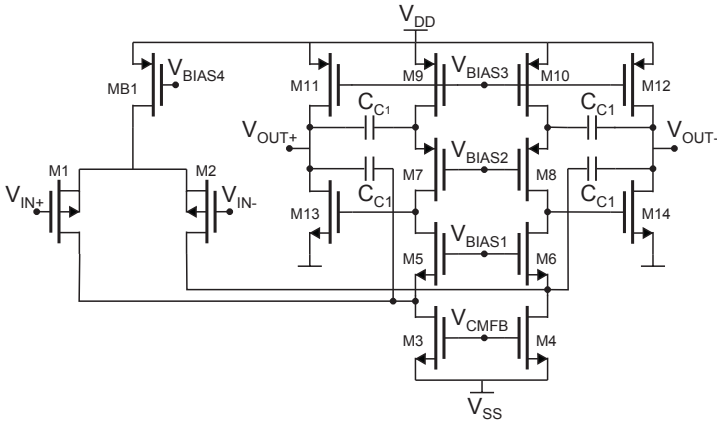 VDD
VBIAS4
MB1
M11
M9
VBIAS3
M10
M12
CC1
CC1
VOUT+
VOUT-
M1
M2
VIN+
VIN-
M7
VBIAS2
M8
CC1
CC1
M13
M14
VBIAS1
M5
M6
VCMFB
M3
M4
VSS